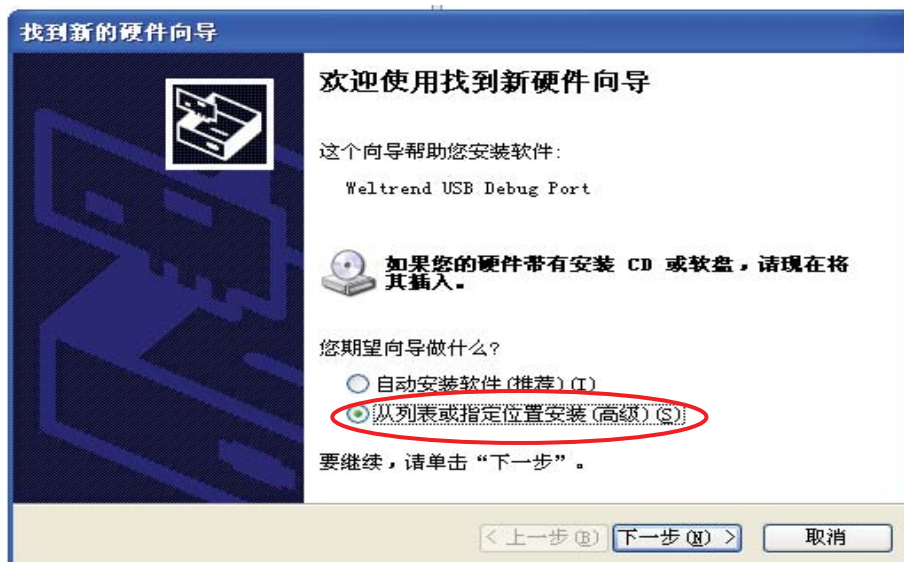 找到新的硬件向导
欢迎使用找到新硬件向导
这个向导帮助您安装软件:
Weltrend USB Debug Port
如果您的硬件带有安装 CD 或软盘，请现在将
其插入。
您期望向导做什么?
自动安装软件(推荐)(I)
从列表或指定位置安装(高级)(S)
要继续，请单击“下一步”。
< 上一步(B) 下一步(N) > 取消